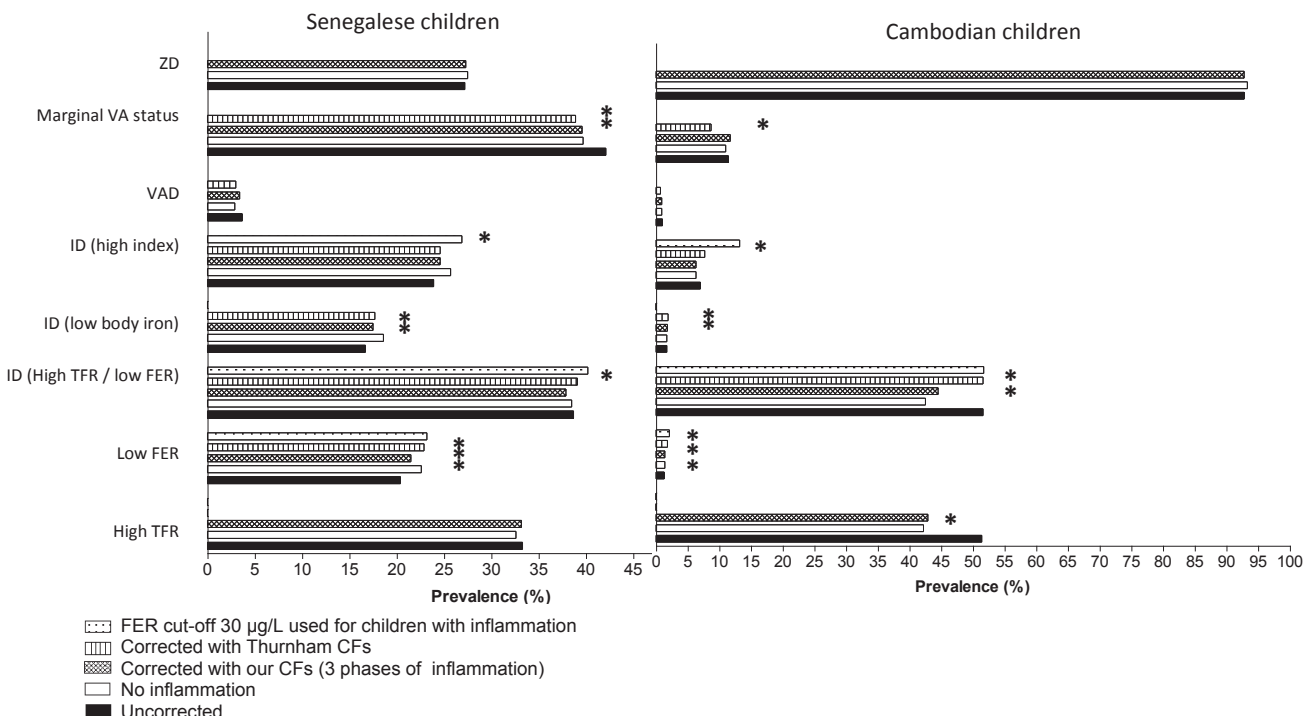 Senegalese children
Cambodian children
ZD
Marginal VA status
VAD
ID (high index)
ID (low body iron)
ID (High TFR / low FER)
Low FER
High TFR
* * * * * * * * *
* * * * * * * * * *
0 5 10 15 20 25 30 35 40 45
0 5 10 15 20 25 30 35 40 45 50 55 60 65 70 75 80 85 90 95 100
Prevalence (%)
Prevalence (%)
FER cut-off 30 µg/L used for children with inflammation
Corrected with Thurnham CFs
Corrected with our CFs (3 phases of inflammation)
No inflammation
Uncorrected